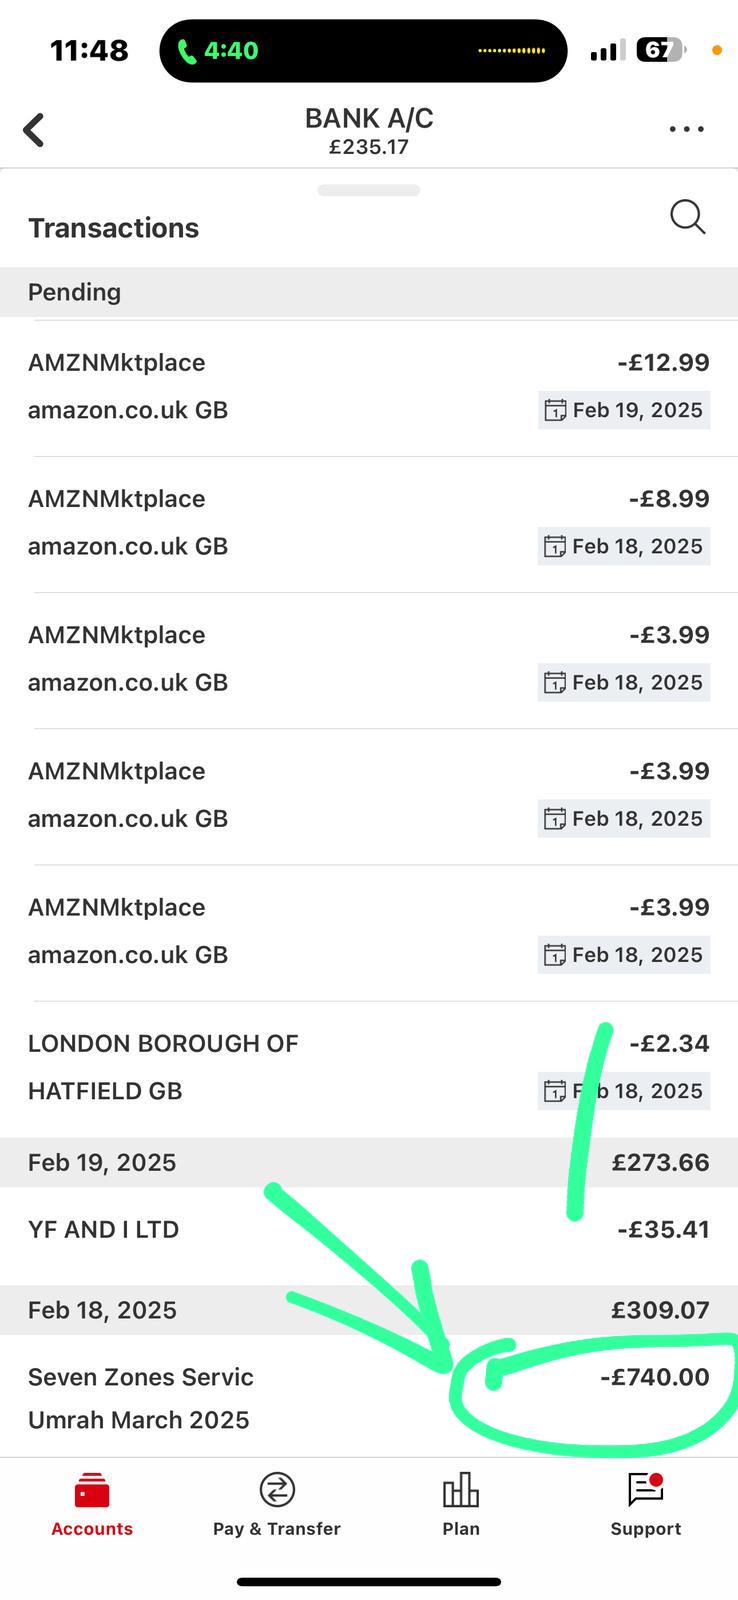 11:48
4:40
67
BANK A/C
£235.17
Transactions
Pending
AMZNMktplace -£12.99
amazon.co.uk GB Feb 19, 2025
AMZNMktplace -£8.99
amazon.co.uk GB Feb 18, 2025
AMZNMktplace -£3.99
amazon.co.uk GB Feb 18, 2025
AMZNMktplace -£3.99
amazon.co.uk GB Feb 18, 2025
AMZNMktplace -£3.99
amazon.co.uk GB Feb 18, 2025
LONDON BOROUGH OF -£2.34
HATFIELD GB Feb 18, 2025
Feb 19, 2025 £273.66
YF AND I LTD -£35.41
Feb 18, 2025 £309.07
Seven Zones Servic -£740.00
Umrah March 2025
Accounts Pay & Transfer Plan Support